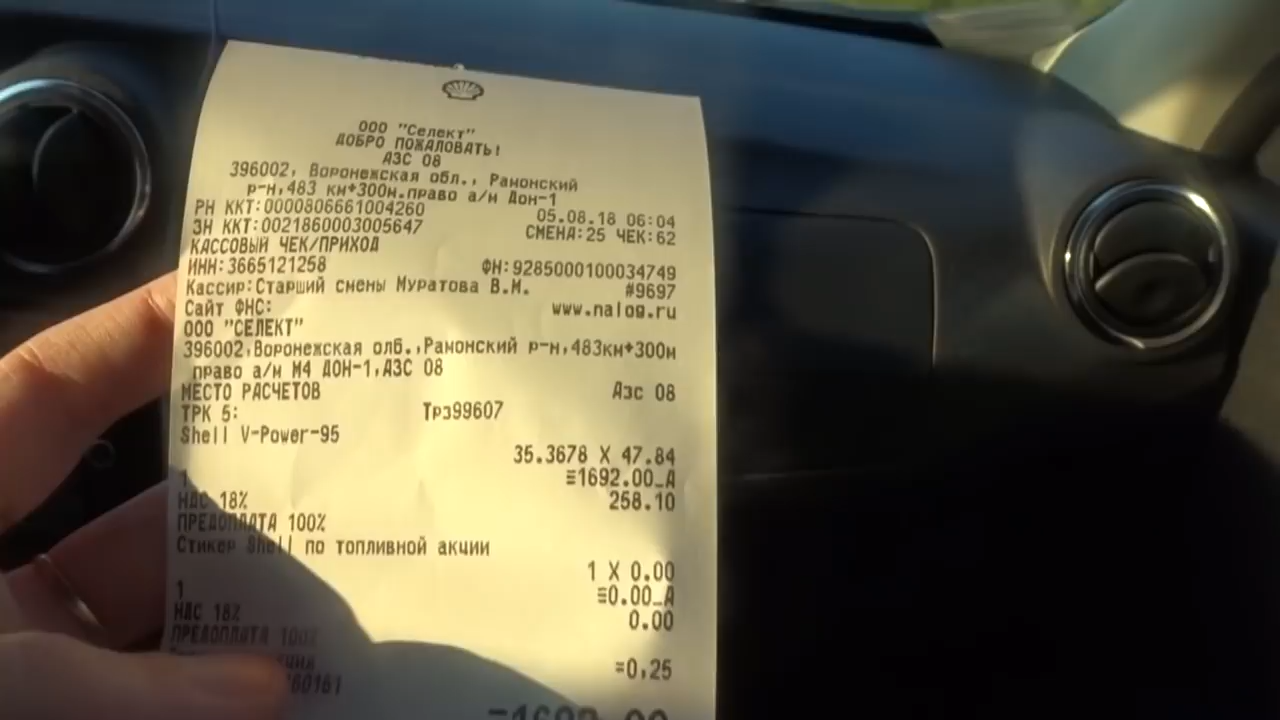 ООО "Селект"
ДОБРО ПОЖАЛОВАТЬ!
АЗС 08
396002, Воронежская обл., Рамонский
р-н,483 км+300м.право а/м Дон-1
РН ККТ:0000806661004260 05.08.18 06:04
ЗН ККТ:0021860003005647 СМЕНА:25 ЧЕК:62
КАССОВЫЙ ЧЕК/ПРИХОД
ИНН:3665121258 ФН:9285000100034749
Кассир:Старший смены Муратова В.М. #9697
Сайт ФНС: www.nalog.ru
ООО "СЕЛЕКТ"
396002,Воронежская олб.,Рамонский р-н,483км+300м
право а/м М4 ДОН-1,АЗС 08
МЕСТО РАСЧЕТОВ Азс 08
ТРК 5: Трз99607
Shell V-Power-95
35.3678 X 47.84
1 ≡1692.00_А
НДС 18% 258.10
ПРЕДОПЛАТА 100%
Стикер Shell по топливной акции
1 X 0.00
1 ≡0.00_А
НДС 18% 0.00
ПРЕДОПЛАТА 100%
=0,25
60161